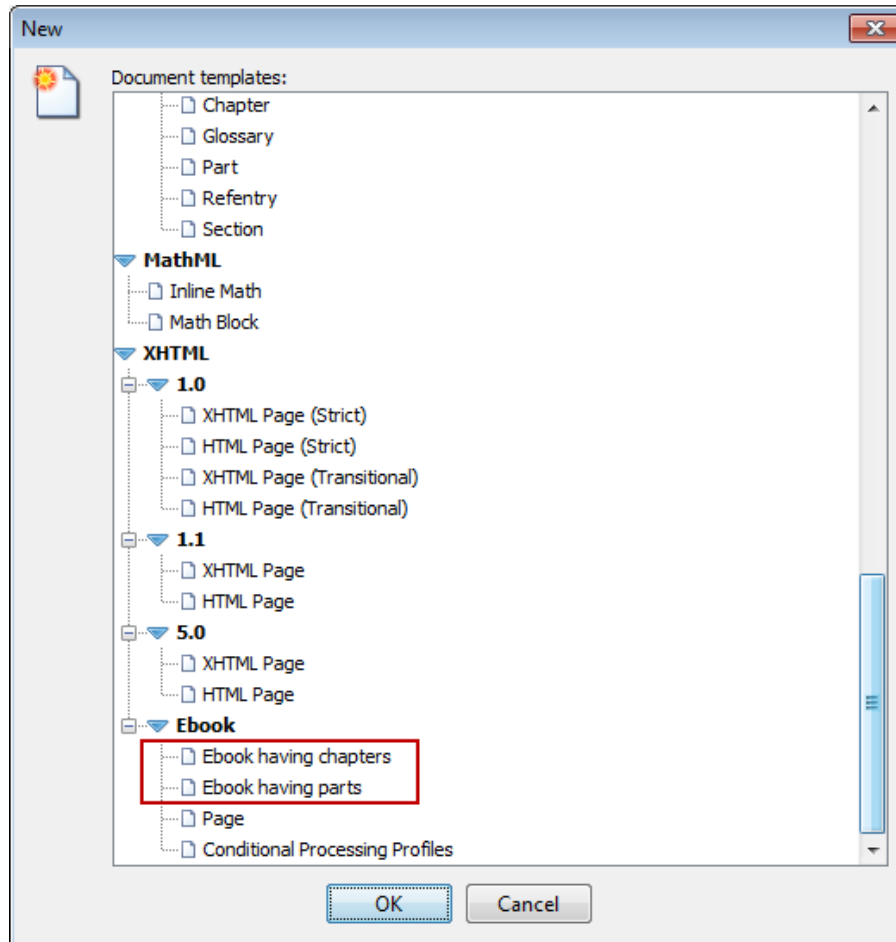 New
Document templates:
Chapter
Glossary
Part
Refentry
Section
MathML
Inline Math
Math Block
XHTML
1.0
XHTML Page (Strict)
HTML Page (Strict)
XHTML Page (Transitional)
HTML Page (Transitional)
1.1
XHTML Page
HTML Page
5.0
XHTML Page
HTML Page
Ebook
Ebook having chapters
Ebook having parts
Page
Conditional Processing Profiles
OK Cancel